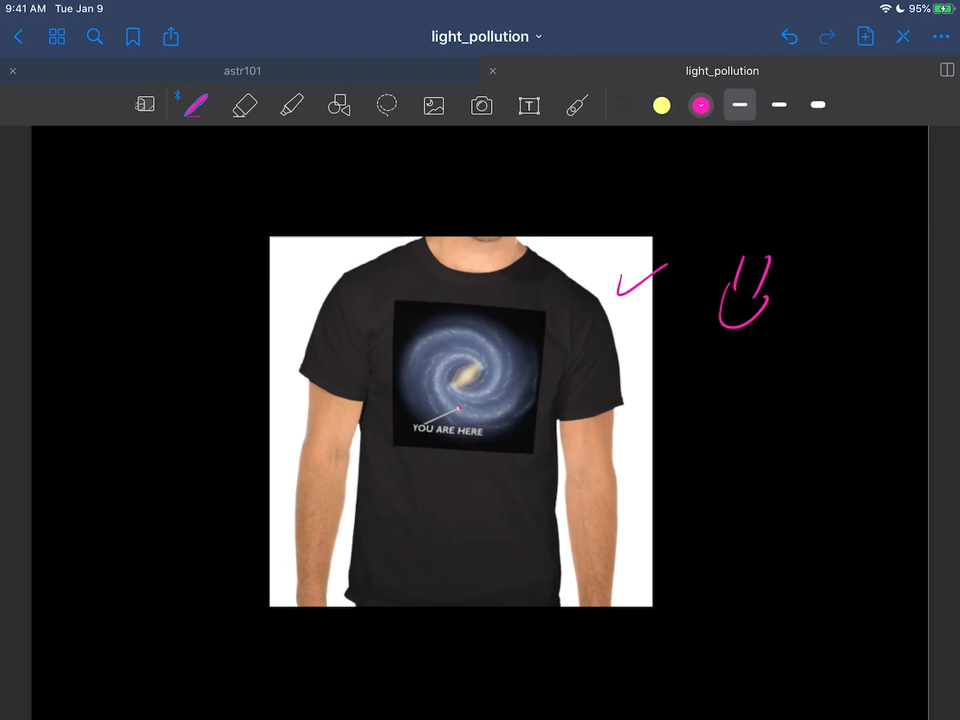 9:41 AM Tue Jan 9
95%
light_pollution
astr101
light_pollution
T
YOU ARE HERE